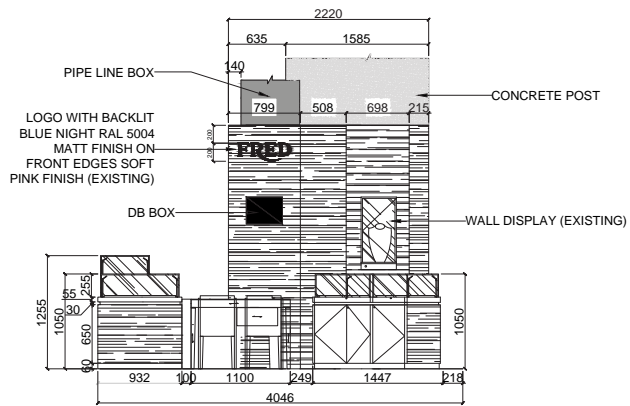 2220
635
1585
140
PIPE LINE BOX
CONCRETE POST
799
508
698
215
LOGO WITH BACKLIT
BLUE NIGHT RAL 5004
MATT FINISH ON
FRONT EDGES SOFT
PINK FINISH (EXISTING)
200
200
FRED
DB BOX
WALL DISPLAY (EXISTING)
1255
1050
255
55
30
650
60
1050
932
100
1100
249
1447
218
4046